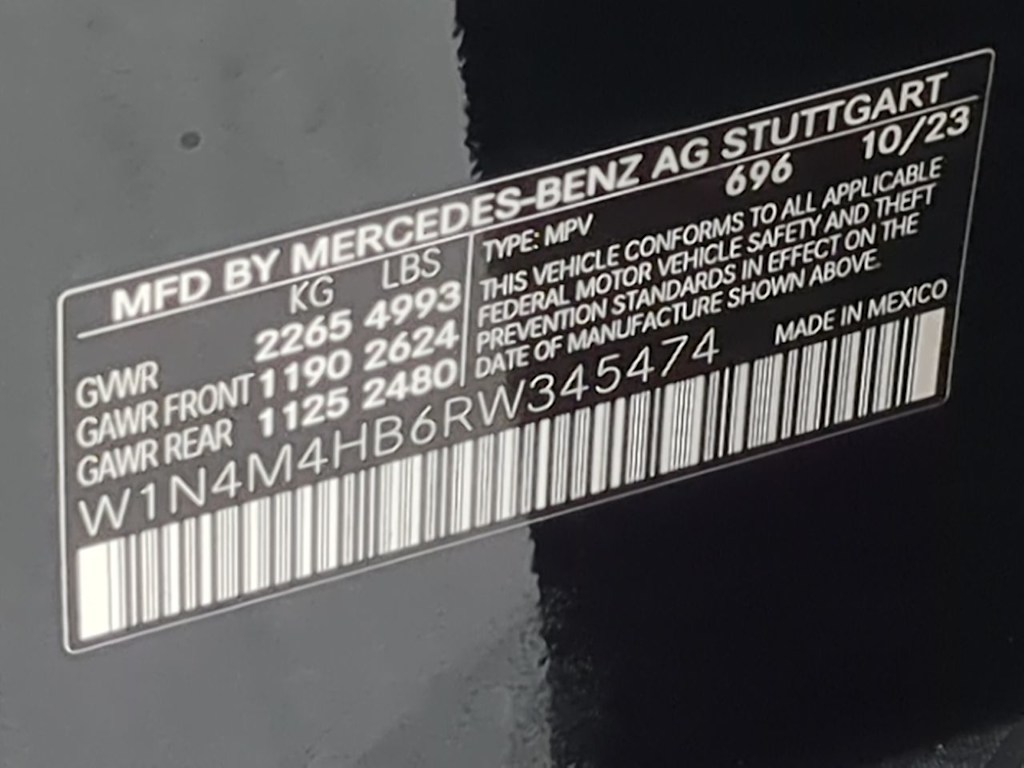 MFD BY MERCEDES-BENZ AG STUTTGART
KG LBS
GVWR 2265 4993
GAWR FRONT 1190 2624
GAWR REAR 1125 2480
696 10/23
TYPE: MPV
THIS VEHICLE CONFORMS TO ALL APPLICABLE
FEDERAL MOTOR VEHICLE SAFETY AND THEFT
PREVENTION STANDARDS IN EFFECT ON THE
DATE OF MANUFACTURE SHOWN ABOVE.
W1N4M4HB6RW345474
MADE IN MEXICO